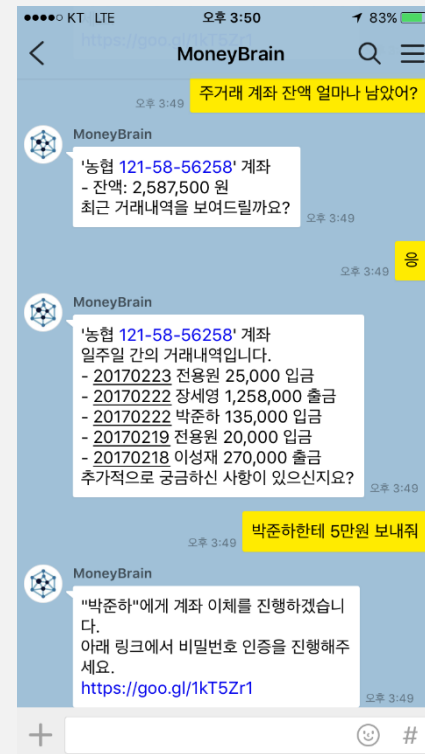 KT LTE 오후 3:50 83%
https://goo.gl/1kT5Zr1
MoneyBrain
주거래 계좌 잔액 얼마나 남았어?
오후 3:49
MoneyBrain
'농협 121-58-56258' 계좌
- 잔액: 2,587,500 원
최근 거래내역을 보여드릴까요?
오후 3:49
응
오후 3:49
MoneyBrain
'농협 121-58-56258' 계좌
일주일 간의 거래내역입니다.
- 20170223 전용원 25,000 입금
- 20170222 장세영 1,258,000 출금
- 20170222 박준하 135,000 입금
- 20170219 전용원 20,000 입금
- 20170218 이성재 270,000 출금
추가적으로 궁금하신 사항이 있으신지요?
오후 3:49
박준하한테 5만원 보내줘
오후 3:49
MoneyBrain
"박준하"에게 계좌 이체를 진행하겠습니
다.
아래 링크에서 비밀번호 인증을 진행해주
세요.
https://goo.gl/1kT5Zr1
오후 3:49
#